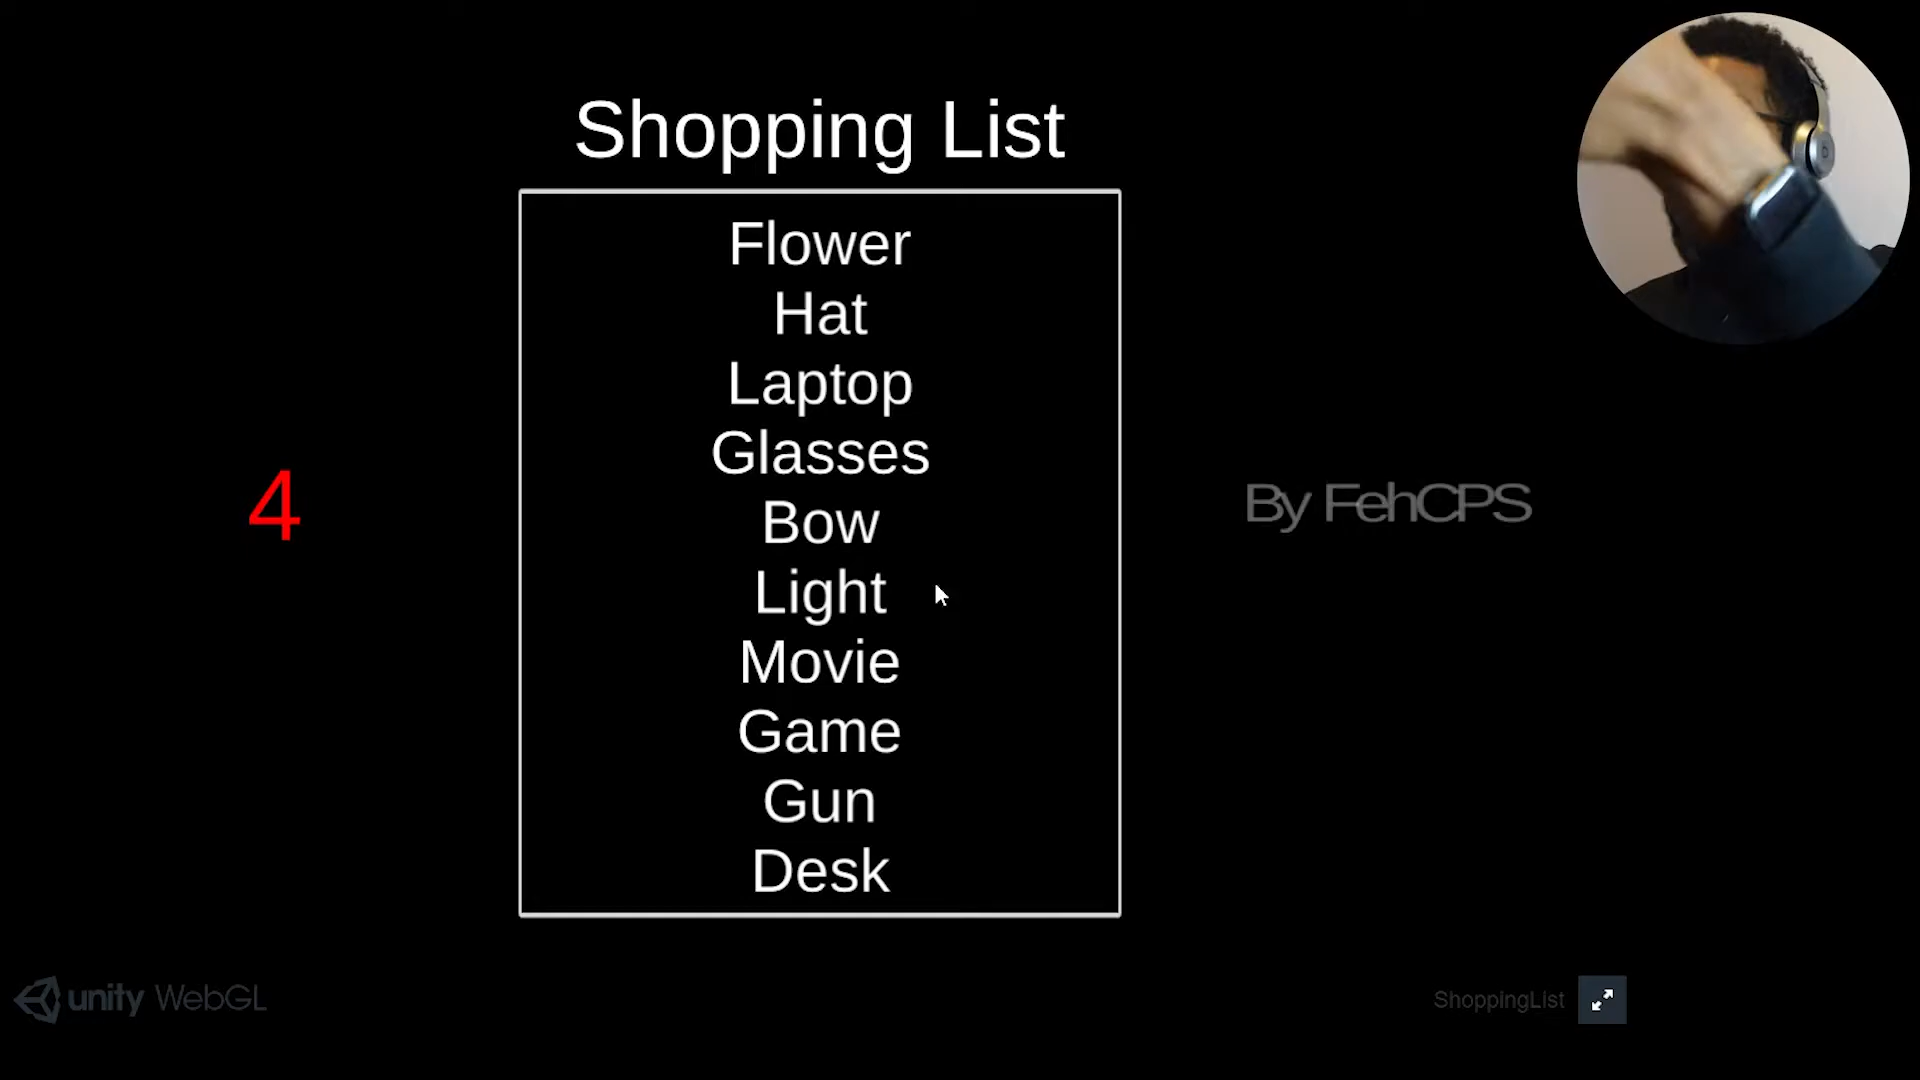 Shopping List
Flower
Hat
Laptop
Glasses
Bow
Light
Movie
Game
Gun
Desk
4
By FehCPS
unity WebGL
ShoppingList